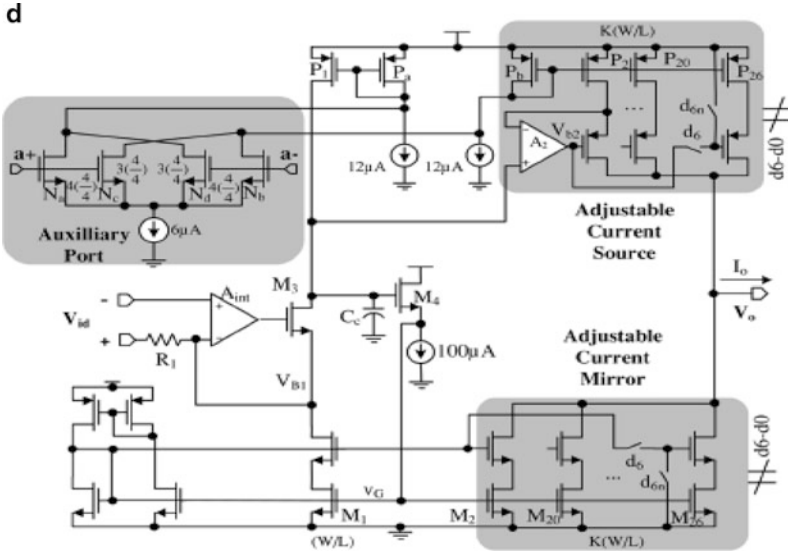 d
K(W/L)
P1
Pa
Pb
P2
P20
P26
...
d6n
d6
d6-d0
A2
Vb2
12µA
12µA
a+
a-
3(4/4)
3(4/4)
4(4/4)
4(4/4)
Na
Nc
Nd
Nb
6µA
Auxilliary
Port
Adjustable
Current
Source
Io
Vo
M3
Aint
M4
Cc
100µA
-
Vid
+
R1
VB1
Adjustable
Current
Mirror
d6
d6n
...
d6-d0
vG
M1
M2
M20
M26
(W/L)
K(W/L)